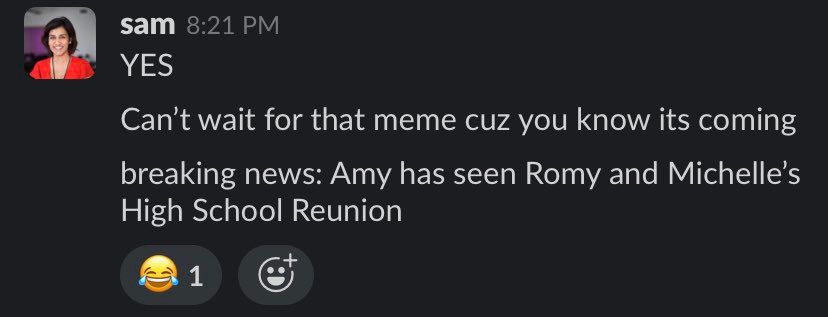 sam 8:21 PM
YES
Can’t wait for that meme cuz you know its coming
breaking news: Amy has seen Romy and Michelle’s
High School Reunion
😂 1